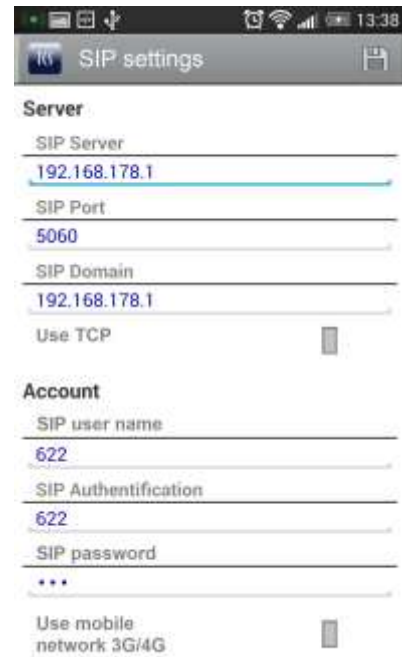 13:38
SIP settings
Server
SIP Server
192.168.178.1
SIP Port
5060
SIP Domain
192.168.178.1
Use TCP
Account
SIP user name
622
SIP Authentification
622
SIP password
•••
Use mobile
network 3G/4G